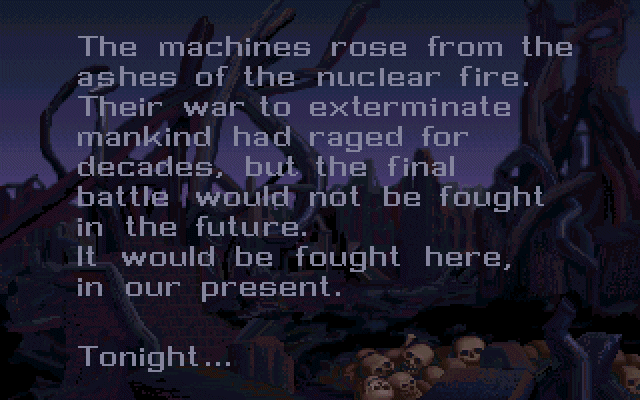 The machines rose from the
ashes of the nuclear fire.
Their war to exterminate
mankind had raged for
decades, but the final
battle would not be fought
in the future.
It would be fought here,
in our present.
Tonight...